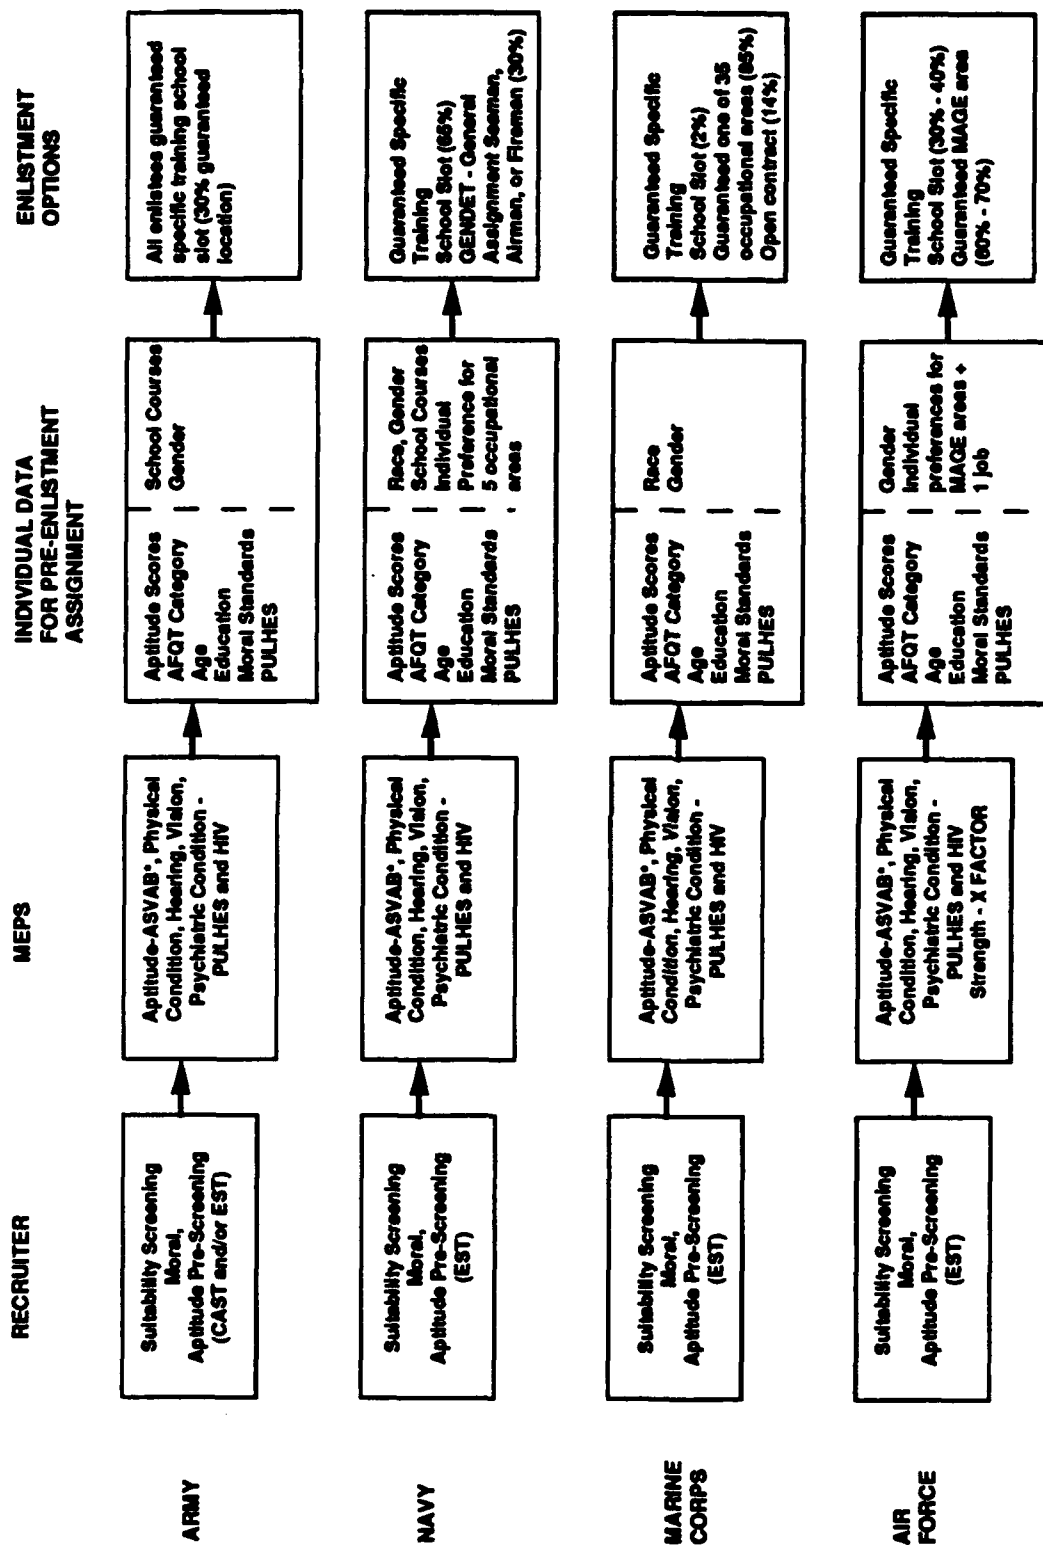 RECRUITER
MEPS
INDIVIDUAL DATA
FOR PRE-ENLISTMENT
ASSIGNMENT
ENLISTMENT
OPTIONS
ARMY
Suitability Screening
Moral,
Aptitude Pre-Screening
(CAST and/or EST)
Aptitude-ASVAB*, Physical
Condition, Hearing, Vision,
Psychiatric Condition -
PULHES and HIV
Aptitude Scores
AFQT Category
Age
Education
Moral Standards
PULHES
School Courses
Gender
All enlistees guaranteed
specific training school
slot (30% guaranteed
location)
NAVY
Suitability Screening
Moral,
Aptitude Pre-Screening
(EST)
Aptitude-ASVAB*, Physical
Condition, Hearing, Vision,
Psychiatric Condition -
PULHES and HIV
Aptitude Scores
AFQT Category
Age
Education
Moral Standards
PULHES
Race, Gender
School Courses
Individual
Preference for
5 occupational
areas
Guaranteed Specific
Training
School Slot (65%)
GENDET - General
Assignment Seaman,
Airman, or Fireman (30%)
MARINE
CORPS
Suitability Screening
Moral,
Aptitude Pre-Screening
(EST)
Aptitude-ASVAB*, Physical
Condition, Hearing, Vision,
Psychiatric Condition -
PULHES and HIV
Aptitude Scores
AFQT Category
Age
Education
Moral Standards
PULHES
Race
Gender
Guaranteed Specific
Training
School Slot (2%)
Guaranteed one of 35
occupational areas (85%)
Open contract (14%)
AIR
FORCE
Suitability Screening
Moral,
Aptitude Pre-Screening
(EST)
Aptitude-ASVAB*, Physical
Condition, Hearing, Vision,
Psychiatric Condition -
PULHES and HIV
Strength - X FACTOR
Aptitude Scores
AFQT Category
Age
Education
Moral Standards
PULHES
Gender
Individual
preferences for
MAGE areas +
1 job
Guaranteed Specific
Training
School Slot (30% - 40%)
Guaranteed MAGE area
(60% - 70%)